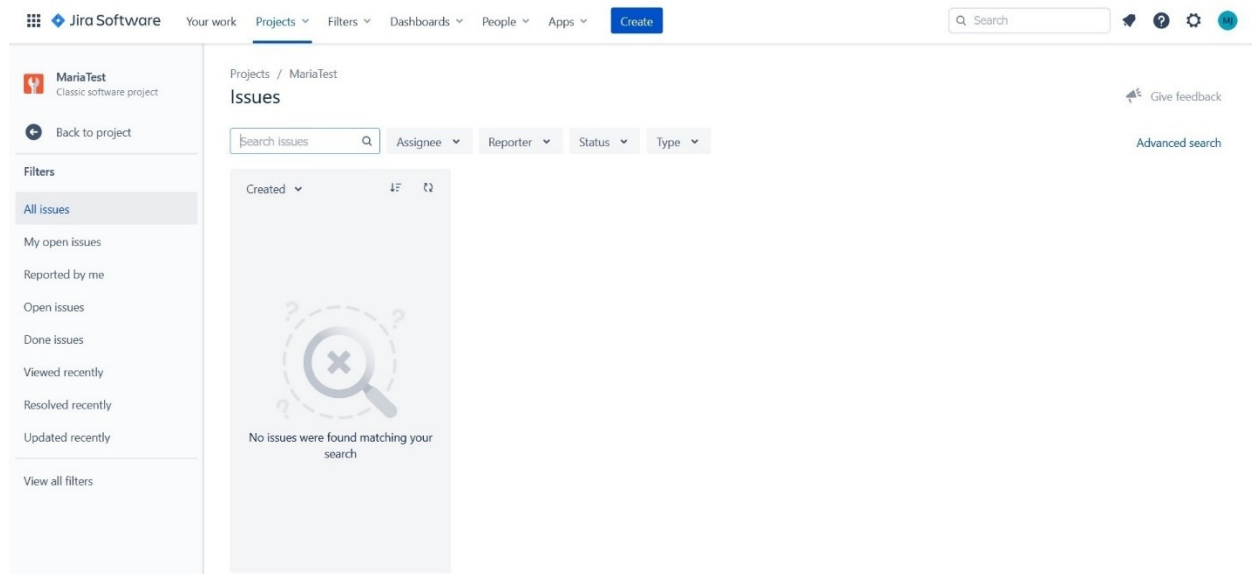 Jira Software Your work Projects Filters Dashboards People Apps Create Search MJ
MariaTest
Classic software project
Back to project
Filters
All issues
My open issues
Reported by me
Open issues
Done issues
Viewed recently
Resolved recently
Updated recently
View all filters
Projects / MariaTest
Issues
Give feedback
Search issues Assignee Reporter Status Type Advanced search
Created
? ?
?
No issues were found matching your
search